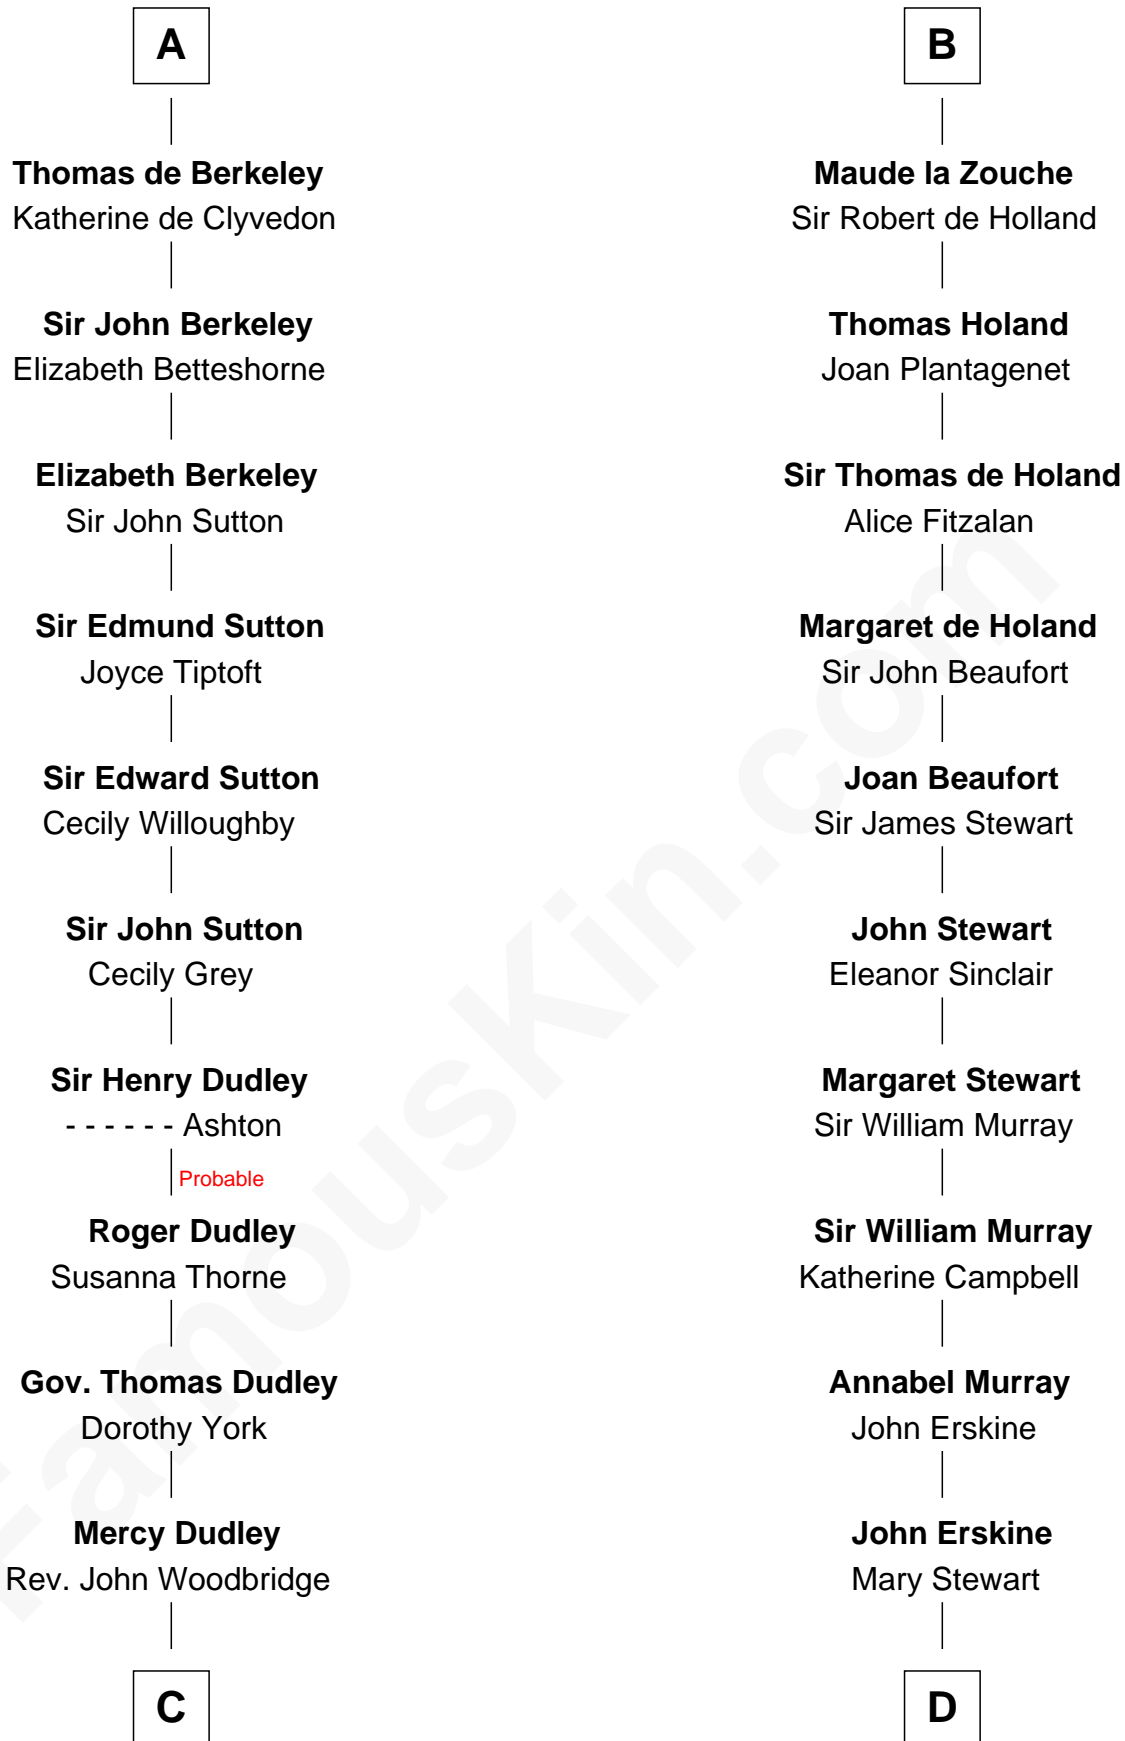 A
Thomas de Berkeley
Katherine de Clyvedon
Sir John Berkeley
Elizabeth Betteshorne
Elizabeth Berkeley
Sir John Sutton
Sir Edmund Sutton
Joyce Tiptoft
Sir Edward Sutton
Cecily Willoughby
Sir John Sutton
Cecily Grey
Sir Henry Dudley
- - - - - - Ashton
Probable
Roger Dudley
Susanna Thorne
Gov. Thomas Dudley
Dorothy York
Mercy Dudley
Rev. John Woodbridge
C
B
Maude la Zouche
Sir Robert de Holland
Thomas Holand
Joan Plantagenet
Sir Thomas de Holand
Alice Fitzalan
Margaret de Holand
Sir John Beaufort
Joan Beaufort
Sir James Stewart
John Stewart
Eleanor Sinclair
Margaret Stewart
Sir William Murray
Sir William Murray
Katherine Campbell
Annabel Murray
John Erskine
John Erskine
Mary Stewart
D
FamousKin.com